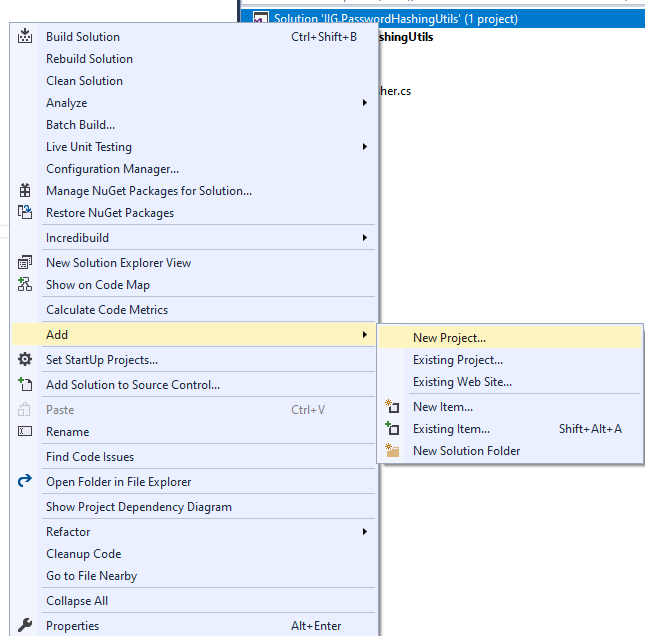 Solution 'IIG.PasswordHashingUtils' (1 project)
Build Solution Ctrl+Shift+B
shingUtils
Rebuild Solution
Clean Solution
her.cs
Analyze
Batch Build...
Live Unit Testing
Configuration Manager...
Manage NuGet Packages for Solution...
Restore NuGet Packages
Incredibuild
New Solution Explorer View
Show on Code Map
Calculate Code Metrics
Add
New Project...
Set StartUp Projects...
Existing Project...
Add Solution to Source Control...
Existing Web Site...
Paste Ctrl+V
New Item...
Rename
Existing Item... Shift+Alt+A
Find Code Issues
New Solution Folder
Open Folder in File Explorer
Show Project Dependency Diagram
Refactor
Cleanup Code
Go to File Nearby
Collapse All
Properties Alt+Enter